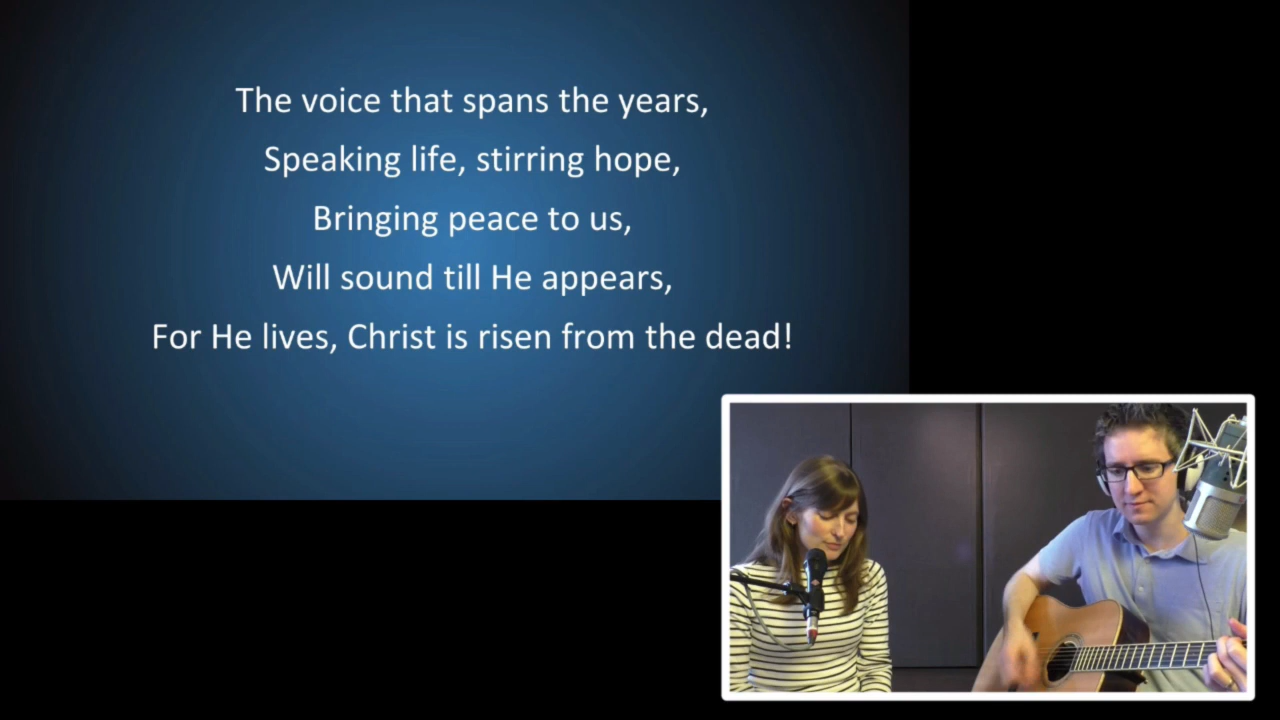 The voice that spans the years,
Speaking life, stirring hope,
Bringing peace to us,
Will sound till He appears,
For He lives, Christ is risen from the dead!